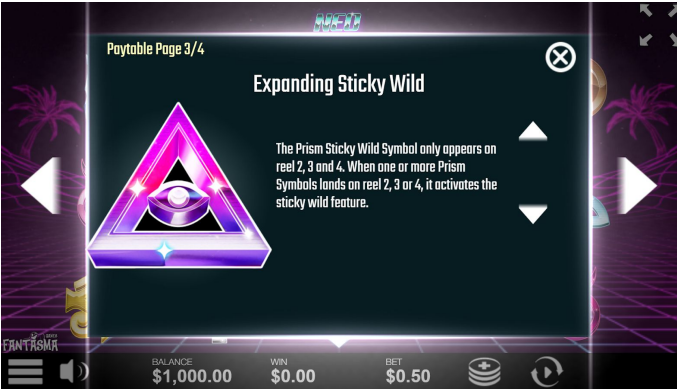 NEO
Paytable Page 3/4
Expanding Sticky Wild
The Prism Sticky Wild Symbol only appears on
reel 2, 3 and 4. When one or more Prism
Symbols lands on reel 2, 3 or 4, it activates the
sticky wild feature.
FANTASMA
GAMES
BALANCE
$1,000.00
WIN
$0.00
BET
$0.50